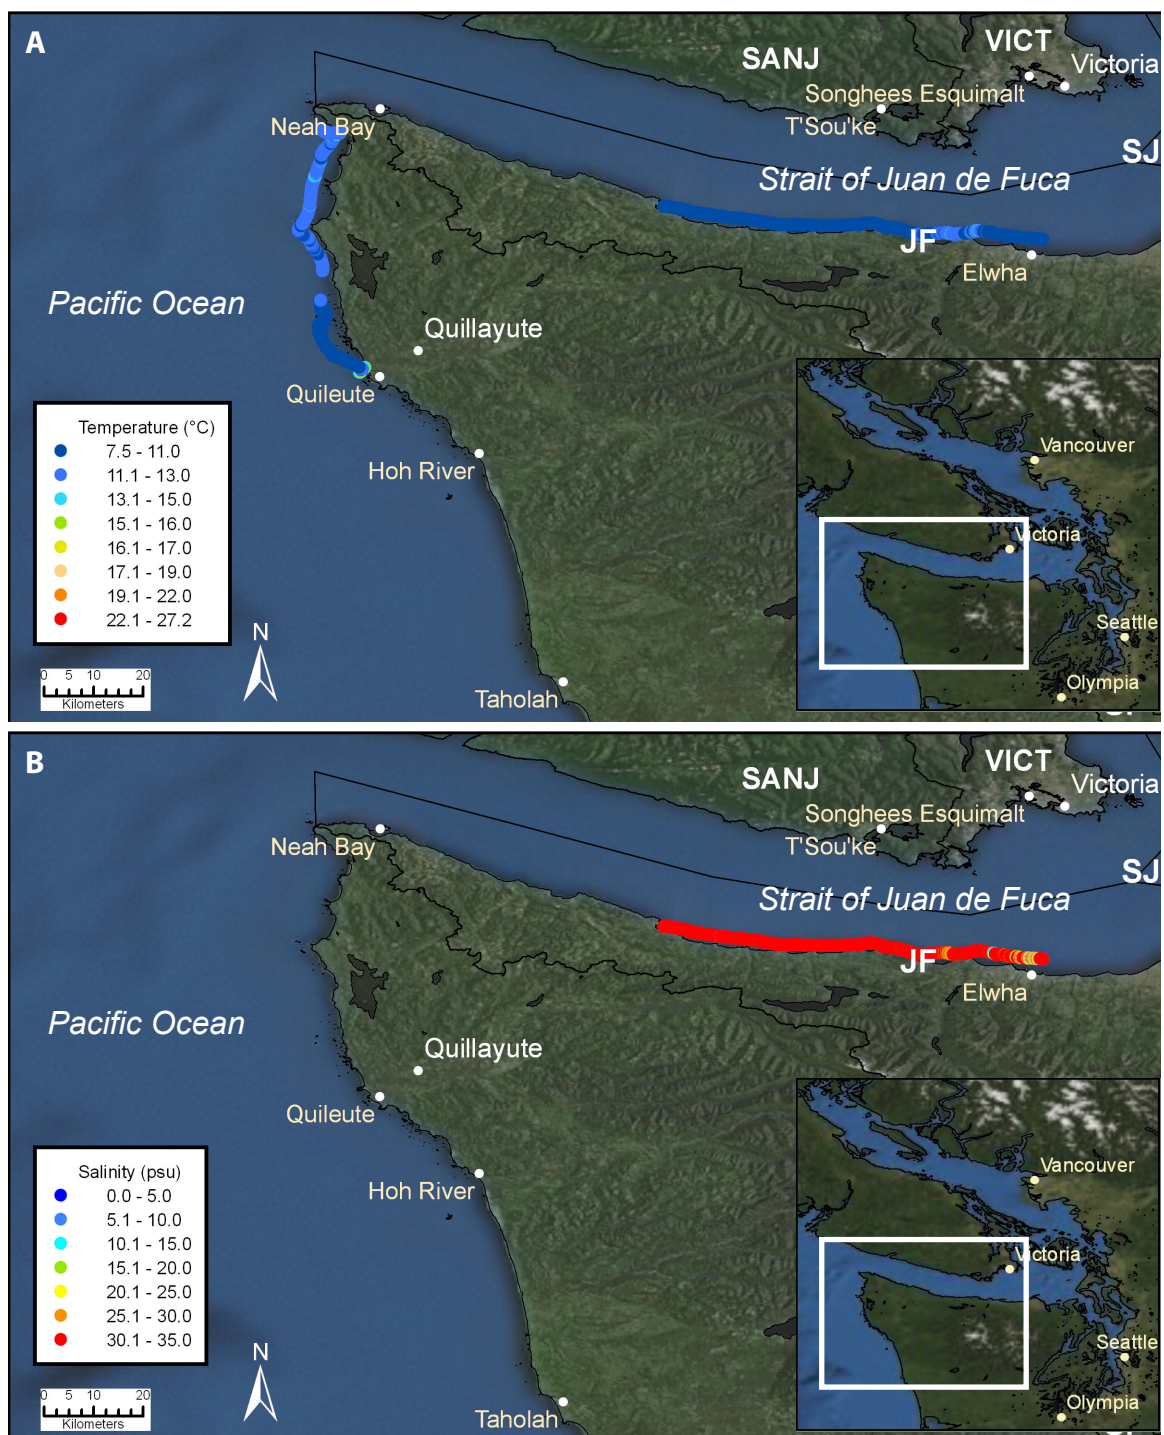 A
SANJ
VICT
Victoria
Songhees Esquimalt
T'Sou'ke
Neah Bay
SJ
Strait of Juan de Fuca
JF
Elwha
Pacific Ocean
Quillayute
Quileute
Hoh River
Taholah
Temperature (°C)
7.5 - 11.0
11.1 - 13.0
13.1 - 15.0
15.1 - 16.0
16.1 - 17.0
17.1 - 19.0
19.1 - 22.0
22.1 - 27.2
N
0 5 10 20
Kilometers
Vancouver
Victoria
Seattle
Olympia
B
SANJ
VICT
Victoria
Songhees Esquimalt
T'Sou'ke
Neah Bay
SJ
Strait of Juan de Fuca
JF
Elwha
Pacific Ocean
Quillayute
Quileute
Hoh River
Taholah
Salinity (psu)
0.0 - 5.0
5.1 - 10.0
10.1 - 15.0
15.1 - 20.0
20.1 - 25.0
25.1 - 30.0
30.1 - 35.0
N
0 5 10 20
Kilometers
Vancouver
Victoria
Seattle
Olympia